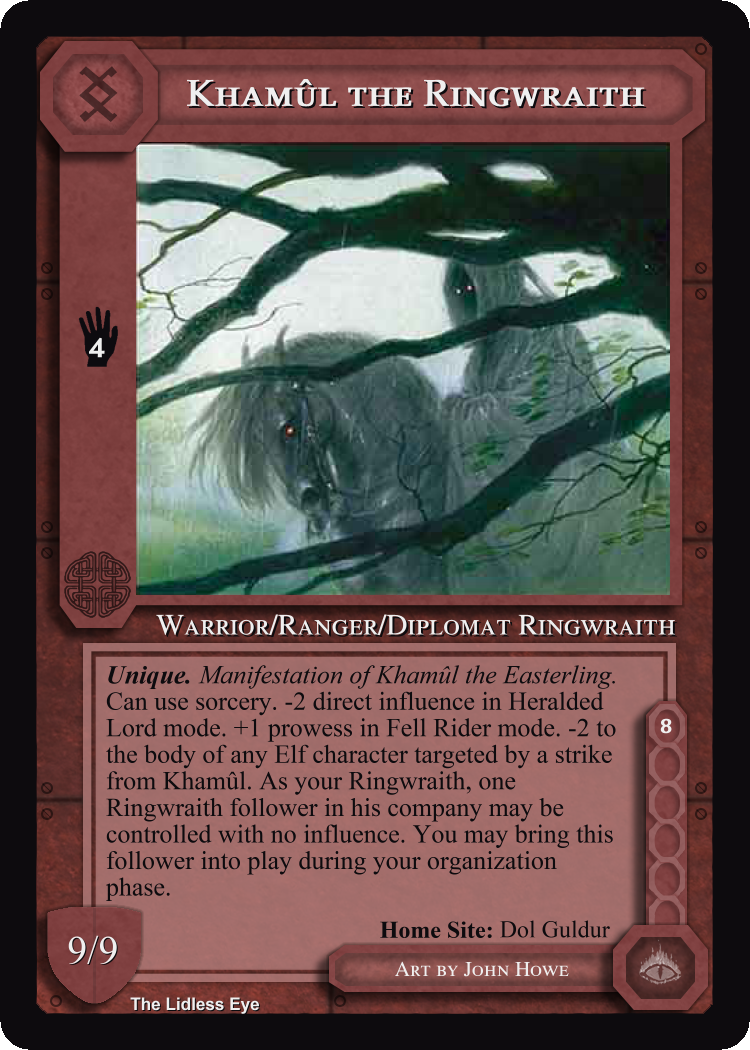 Khamûl the Ringwraith
4
Warrior/Ranger/Diplomat Ringwraith
Unique. Manifestation of Khamûl the Easterling.
Can use sorcery. -2 direct influence in Heralded
Lord mode. +1 prowess in Fell Rider mode. -2 to
the body of any Elf character targeted by a strike
from Khamûl. As your Ringwraith, one
Ringwraith follower in his company may be
controlled with no influence. You may bring this
follower into play during your organization
phase.
8
Home Site: Dol Guldur
9/9
Art by John Howe
The Lidless Eye